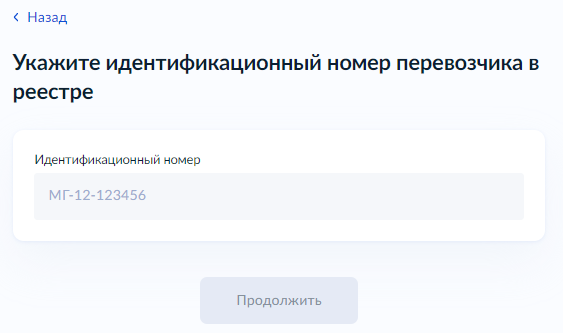 Назад
Укажите идентификационный номер перевозчика в
реестре
Идентификационный номер
МГ-12-123456
Продолжить